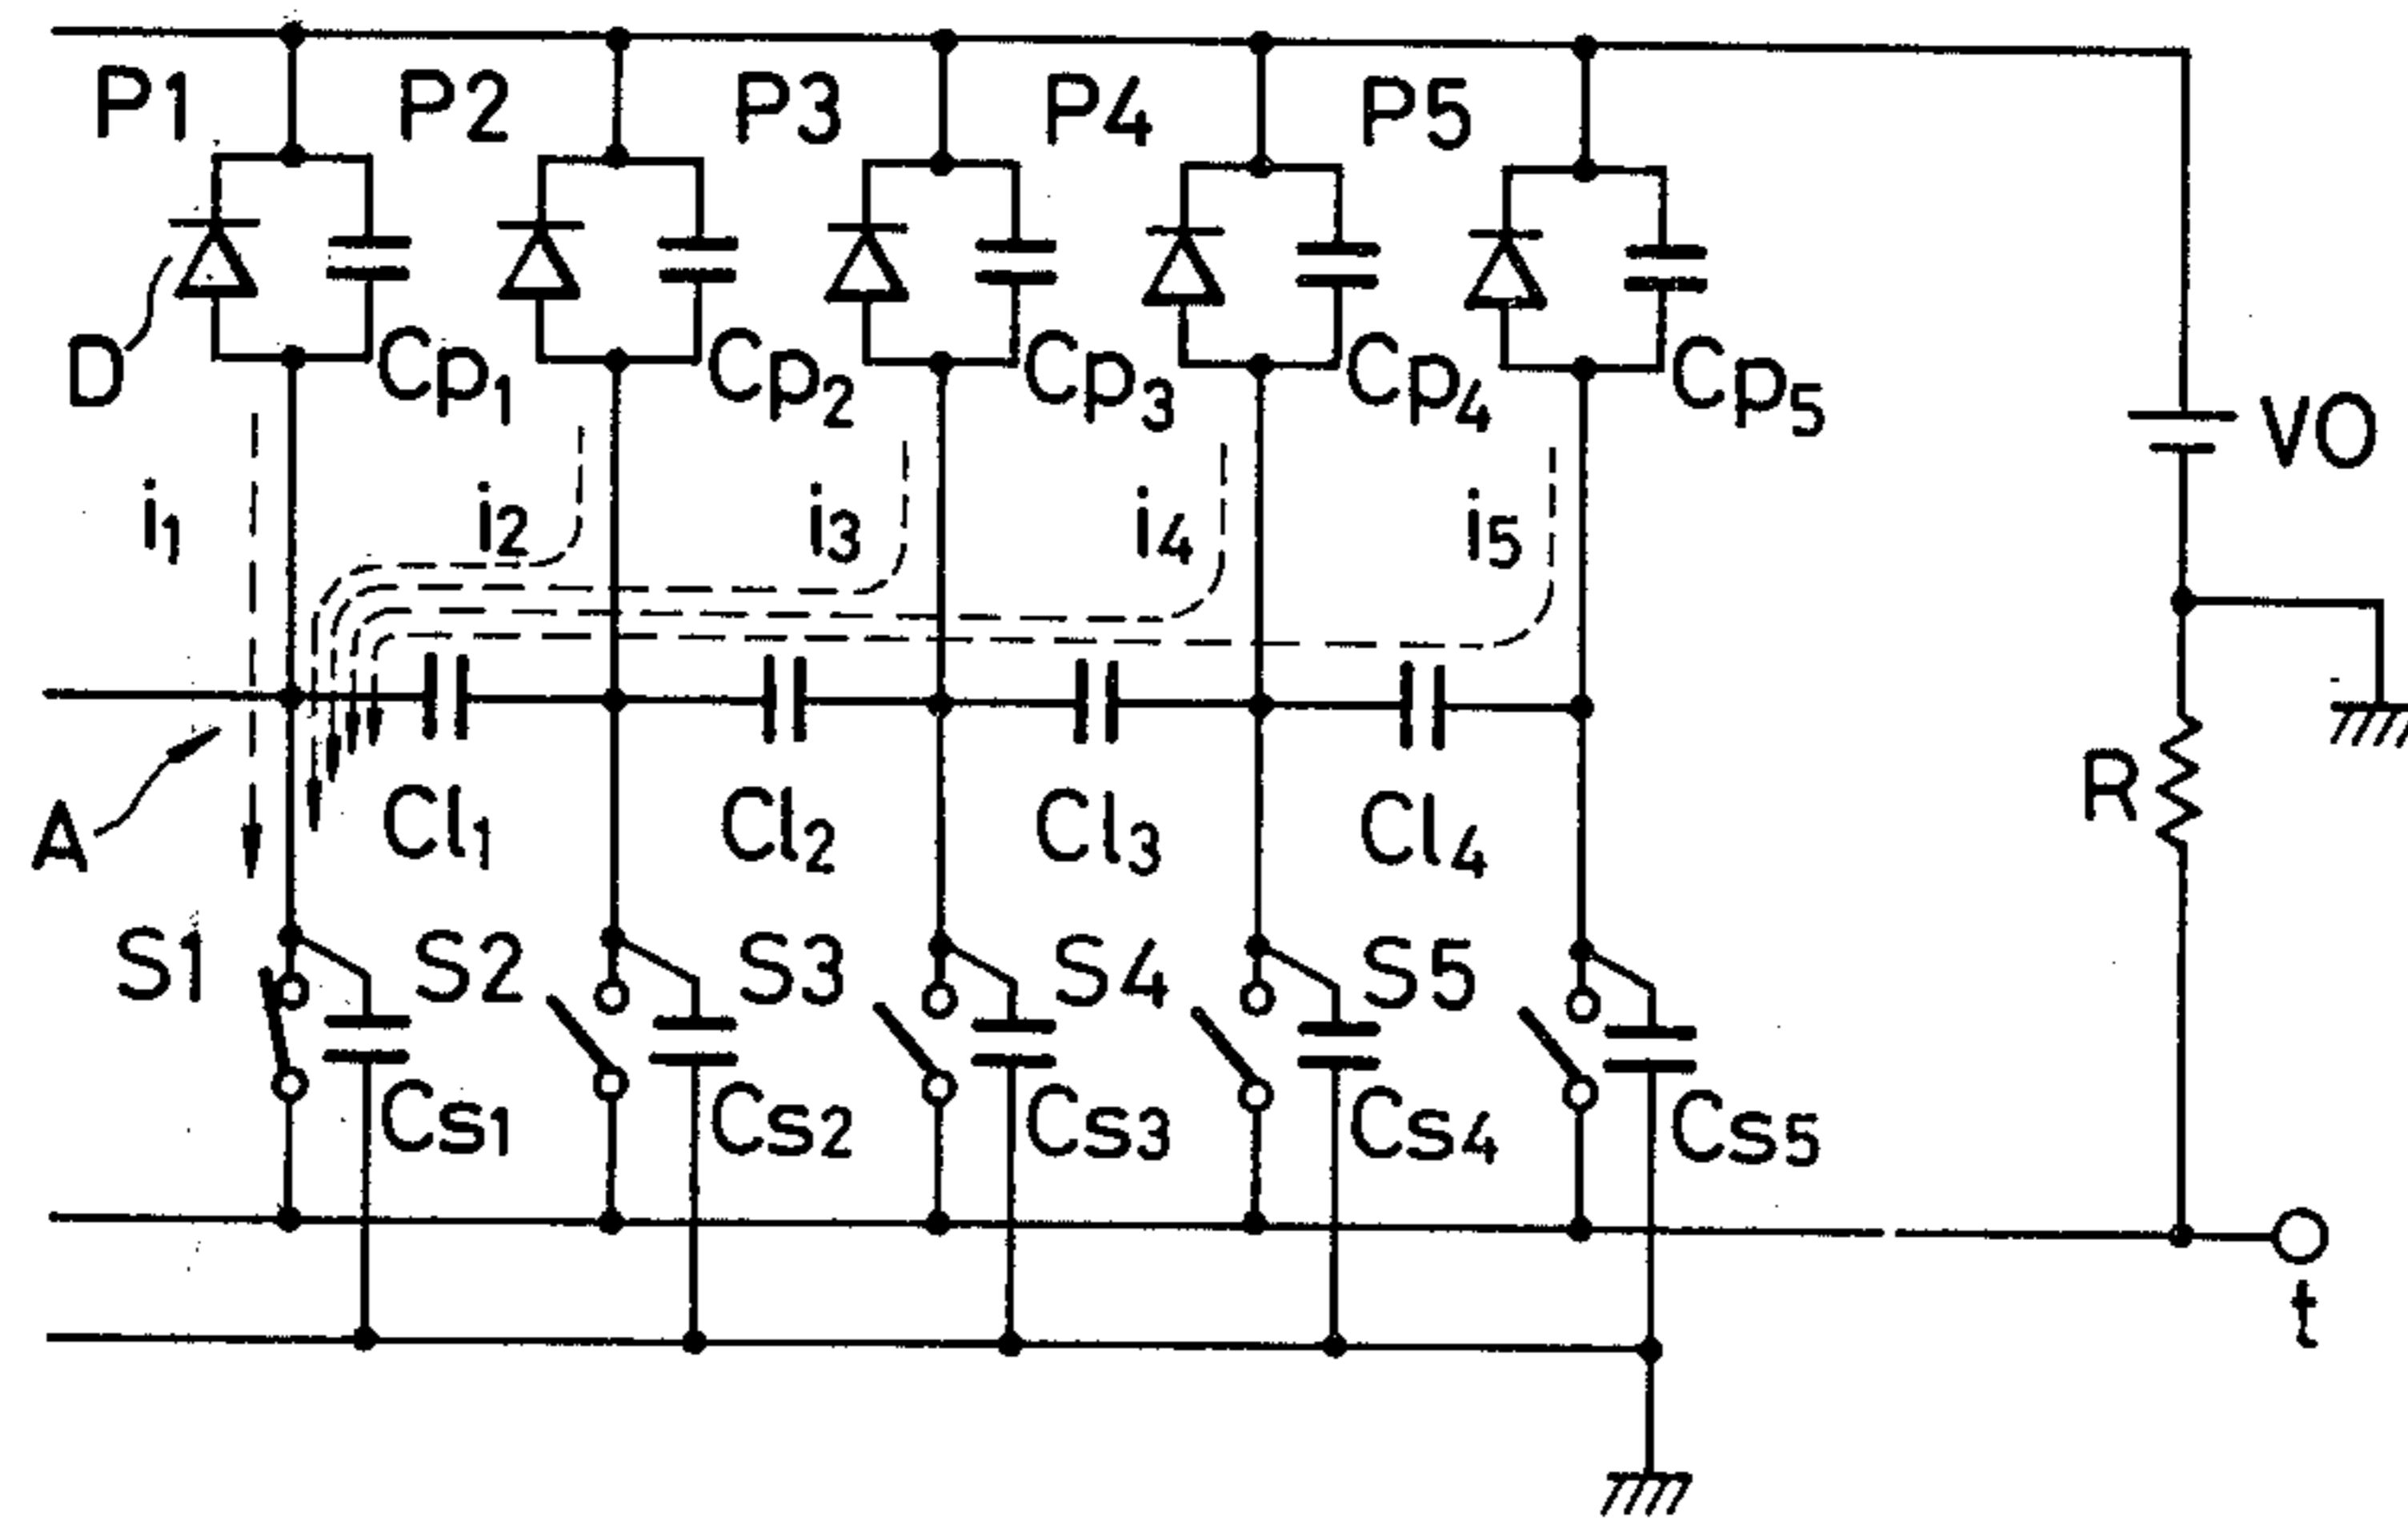 P1 P2 P3 P4 P5
D Cp1 Cp2 Cp3 Cp4 Cp5 VO
i1 i2 i3 i4 i5
A Cl1 Cl2 Cl3 Cl4 R
S1 S2 S3 S4 S5
Cs1 Cs2 Cs3 Cs4 Cs5
t